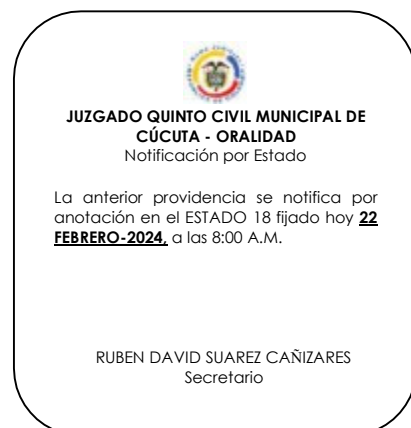 JUZGADO QUINTO CIVIL MUNICIPAL DE
CÚCUTA - ORALIDAD
Notificación por Estado
La anterior providencia se notifica por
anotación en el ESTADO 18 fijado hoy 22
FEBRERO-2024, a las 8:00 A.M.
RUBEN DAVID SUAREZ CAÑIZARES
Secretario